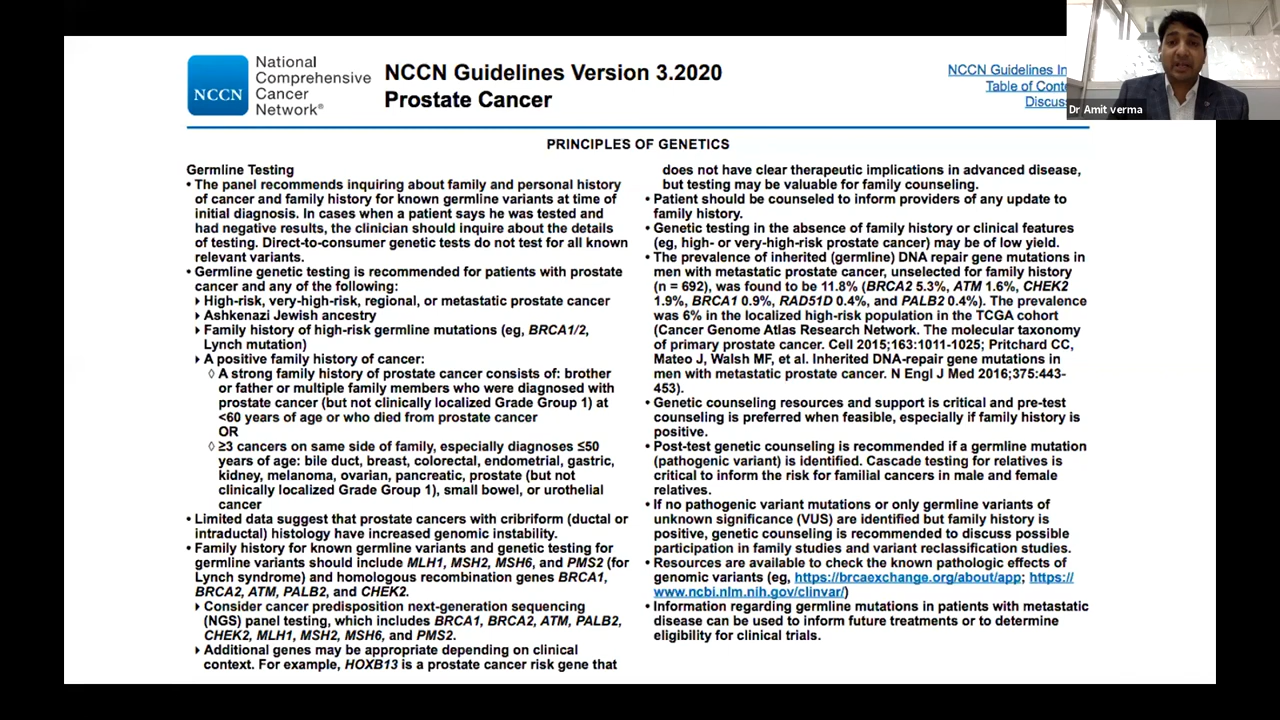 National
Comprehensive
Cancer
Network®
NCCN
NCCN Guidelines Version 3.2020
Prostate Cancer
NCCN Guidelines In
Table of Conte
Discus
Dr Amit verma
PRINCIPLES OF GENETICS
Germline Testing
• The panel recommends inquiring about family and personal history
of cancer and family history for known germline variants at time of
initial diagnosis. In cases when a patient says he was tested and
had negative results, the clinician should inquire about the details
of testing. Direct-to-consumer genetic tests do not test for all known
relevant variants.
• Germline genetic testing is recommended for patients with prostate
cancer and any of the following:
▸ High-risk, very-high-risk, regional, or metastatic prostate cancer
▸ Ashkenazi Jewish ancestry
▸ Family history of high-risk germline mutations (eg, BRCA1/2,
Lynch mutation)
▸ A positive family history of cancer:
◊ A strong family history of prostate cancer consists of: brother
or father or multiple family members who were diagnosed with
prostate cancer (but not clinically localized Grade Group 1) at
<60 years of age or who died from prostate cancer
OR
◊ ≥3 cancers on same side of family, especially diagnoses ≤50
years of age: bile duct, breast, colorectal, endometrial, gastric,
kidney, melanoma, ovarian, pancreatic, prostate (but not
clinically localized Grade Group 1), small bowel, or urothelial
cancer
• Limited data suggest that prostate cancers with cribriform (ductal or
intraductal) histology have increased genomic instability.
• Family history for known germline variants and genetic testing for
germline variants should include MLH1, MSH2, MSH6, and PMS2 (for
Lynch syndrome) and homologous recombination genes BRCA1,
BRCA2, ATM, PALB2, and CHEK2.
▸ Consider cancer predisposition next-generation sequencing
(NGS) panel testing, which includes BRCA1, BRCA2, ATM, PALB2,
CHEK2, MLH1, MSH2, MSH6, and PMS2.
▸ Additional genes may be appropriate depending on clinical
context. For example, HOXB13 is a prostate cancer risk gene that
does not have clear therapeutic implications in advanced disease,
but testing may be valuable for family counseling.
• Patient should be counseled to inform providers of any update to
family history.
• Genetic testing in the absence of family history or clinical features
(eg, high- or very-high-risk prostate cancer) may be of low yield.
• The prevalence of inherited (germline) DNA repair gene mutations in
men with metastatic prostate cancer, unselected for family history
(n = 692), was found to be 11.8% (BRCA2 5.3%, ATM 1.6%, CHEK2
1.9%, BRCA1 0.9%, RAD51D 0.4%, and PALB2 0.4%). The prevalence
was 6% in the localized high-risk population in the TCGA cohort
(Cancer Genome Atlas Research Network. The molecular taxonomy
of primary prostate cancer. Cell 2015;163:1011-1025; Pritchard CC,
Mateo J, Walsh MF, et al. Inherited DNA-repair gene mutations in
men with metastatic prostate cancer. N Engl J Med 2016;375:443-
453).
• Genetic counseling resources and support is critical and pre-test
counseling is preferred when feasible, especially if family history is
positive.
• Post-test genetic counseling is recommended if a germline mutation
(pathogenic variant) is identified. Cascade testing for relatives is
critical to inform the risk for familial cancers in male and female
relatives.
• If no pathogenic variant mutations or only germline variants of
unknown significance (VUS) are identified but family history is
positive, genetic counseling is recommended to discuss possible
participation in family studies and variant reclassification studies.
• Resources are available to check the known pathologic effects of
genomic variants (eg, https://brcaexchange.org/about/app; https://
www.ncbi.nlm.nih.gov/clinvar/)
• Information regarding germline mutations in patients with metastatic
disease can be used to inform future treatments or to determine
eligibility for clinical trials.